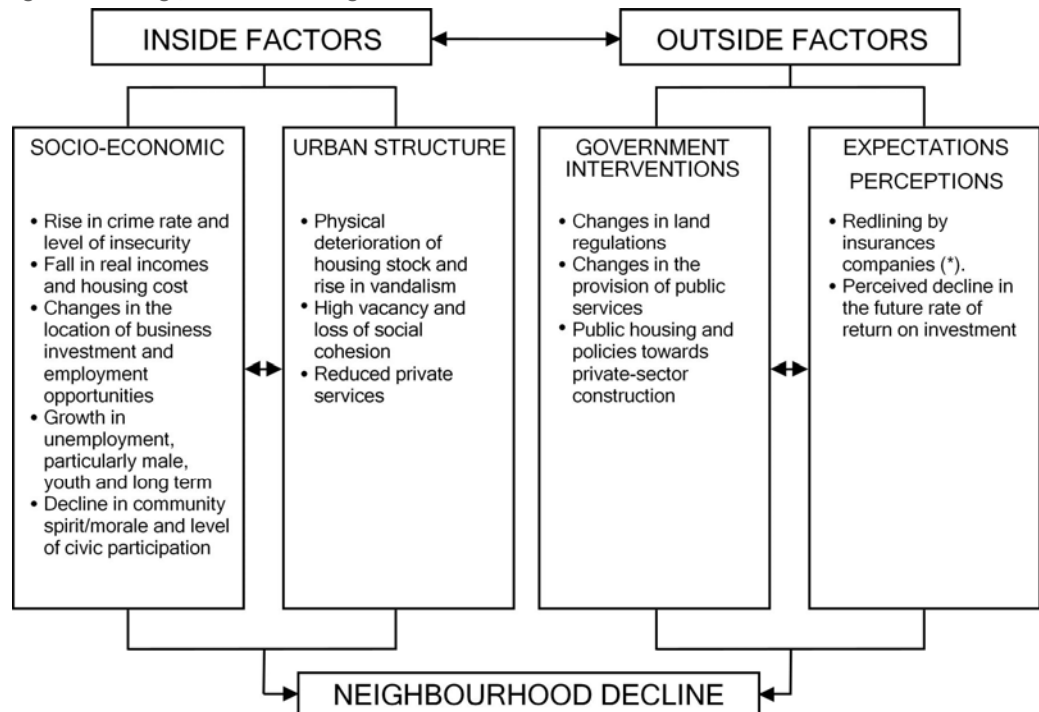 INSIDE FACTORS
OUTSIDE FACTORS
SOCIO-ECONOMIC
• Rise in crime rate and
level of insecurity
• Fall in real incomes
and housing cost
• Changes in the
location of business
investment and
employment
opportunities
• Growth in
unemployment,
particularly male,
youth and long term
• Decline in community
spirit/morale and level
of civic participation
URBAN STRUCTURE
• Physical
deterioration of
housing stock and
rise in vandalism
• High vacancy and
loss of social
cohesion
• Reduced private
services
GOVERNMENT
INTERVENTIONS
• Changes in land
regulations
• Changes in the
provision of public
services
• Public housing and
policies towards
private-sector
construction
EXPECTATIONS
PERCEPTIONS
• Redlining by
insurances
companies (*).
• Perceived decline in
the future rate of
return on investment
NEIGHBOURHOOD DECLINE